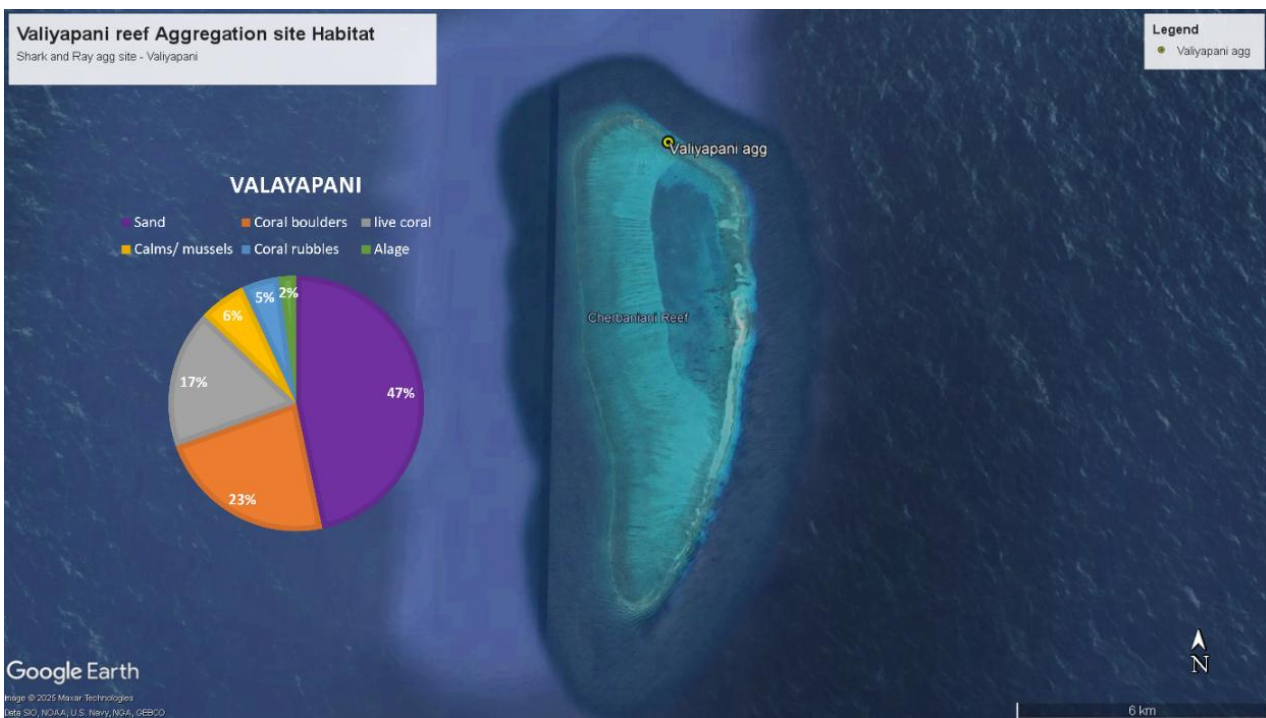 Valiyapani reef Aggregation site Habitat
Shark and Ray agg site - Valiyapani
Legend
Valiyapani agg
Valiyapani agg
VALAYAPANI
Sand Coral boulders live coral
Calms/ mussels Coral rubbles Alage
5% 2%
6%
17%
47%
23%
Cherbaniani Reef
N
Google Earth
Image © 2025 Maxar Technologies
Data SIO, NOAA, U.S. Navy, NGA, GEBCO
6 km